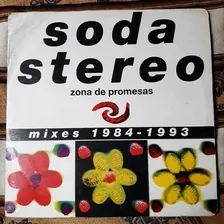 soda
stereo
zona de promesas
mixes 1984-1993